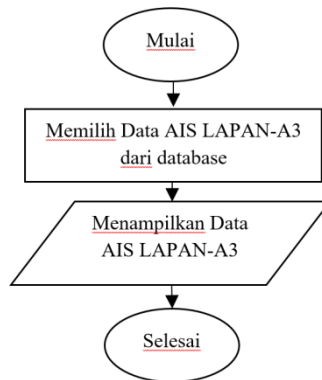 Mulai
Memilih Data AIS LAPAN-A3
dari database
Menampilkan Data
AIS LAPAN-A3
Selesai